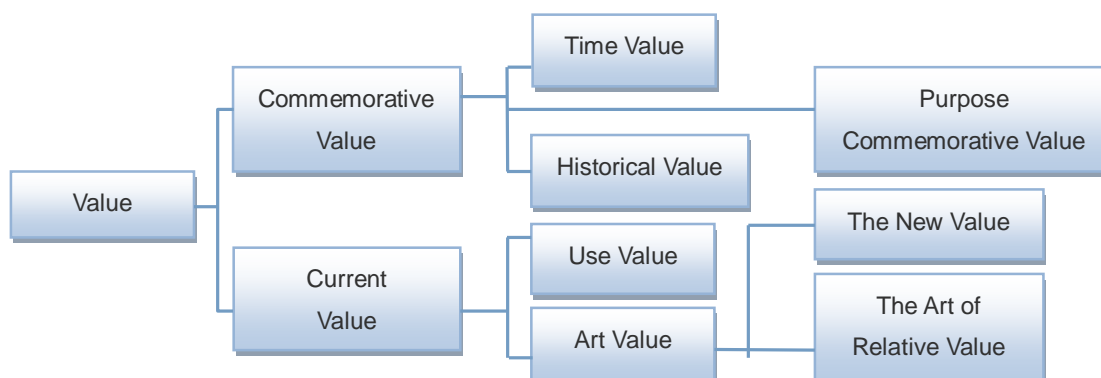 Value
Commemorative
Value
Time Value
Purpose
Commemorative Value
Historical Value
Current
Value
Use Value
Art Value
The New Value
The Art of
Relative Value